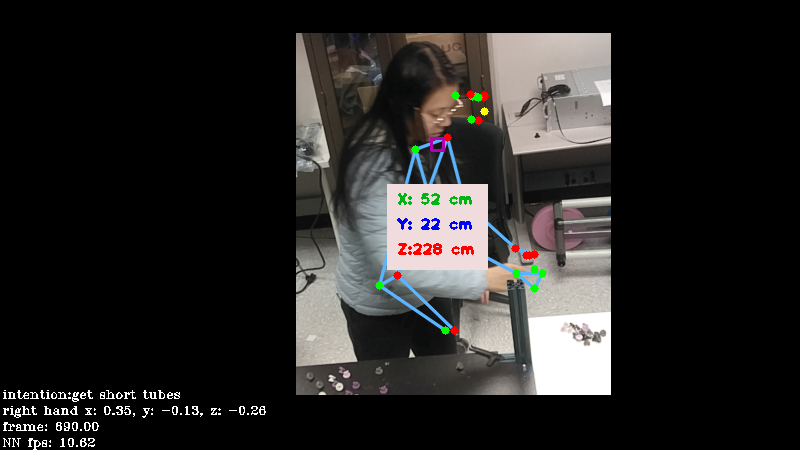 X: 52 cm
Y: 22 cm
Z:228 cm
intention:get short tubes
right hand x: 0.35, y: -0.13, z: -0.26
frame: 690.00
NN fps: 10.62